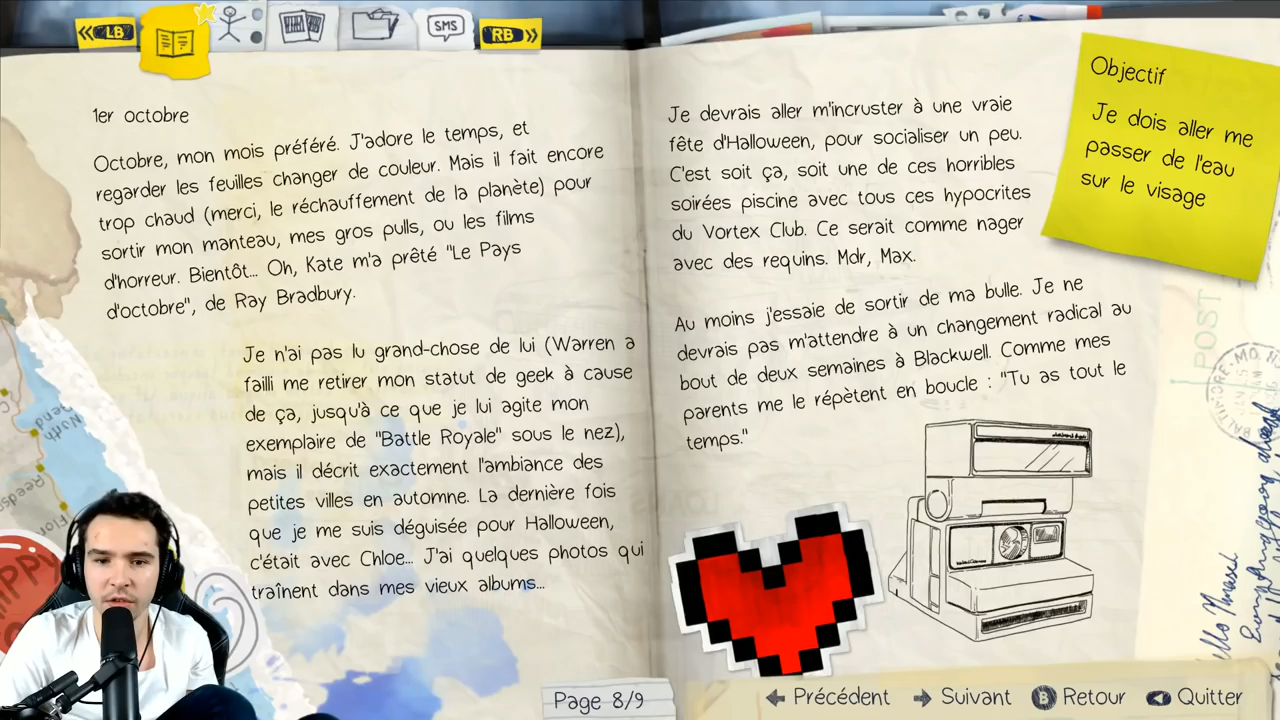 LB
SMS
RB
1er octobre
Octobre, mon mois préféré. J'adore le temps, et
regarder les feuilles changer de couleur. Mais il fait encore
trop chaud (merci, le réchauffement de la planète) pour
sortir mon manteau, mes gros pulls, ou les films
d'horreur. Bientôt... Oh, Kate m'a prêté "Le Pays
d'octobre", de Ray Bradbury.
Je n'ai pas lu grand-chose de lui (Warren a
failli me retirer mon statut de geek à cause
de ça, jusqu'à ce que je lui agite mon
exemplaire de "Battle Royale" sous le nez),
mais il décrit exactement l'ambiance des
petites villes en automne. La dernière fois
que je me suis déguisée pour Halloween,
c'était avec Chloe... J'ai quelques photos qui
traînent dans mes vieux albums...
Je devrais aller m'incruster à une vraie
fête d'Halloween, pour socialiser un peu.
C'est soit ça, soit une de ces horribles
soirées piscine avec tous ces hypocrites
du Vortex Club. Ce serait comme nager
avec des requins. Mdr, Max.
Au moins j'essaie de sortir de ma bulle. Je ne
devrais pas m'attendre à un changement radical au
bout de deux semaines à Blackwell. Comme mes
parents me le répètent en boucle : "Tu as tout le
temps."
Objectif
Je dois aller me
passer de l'eau
sur le visage
POST
Page 8/9
Précédent
Suivant
B
Retour
Quitter